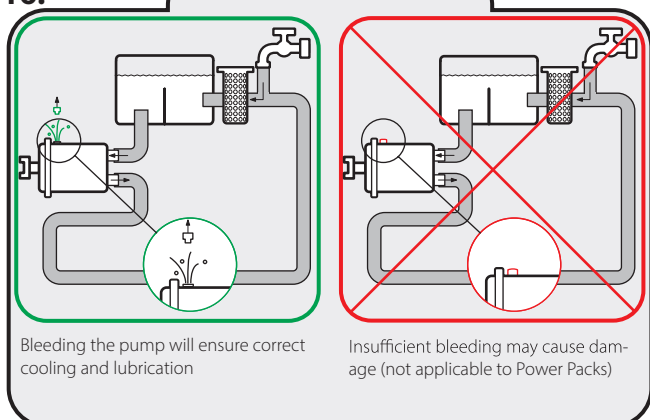 Bleeding the pump will ensure correct
cooling and lubrication
Insufficient bleeding may cause dam-
age (not applicable to Power Packs)